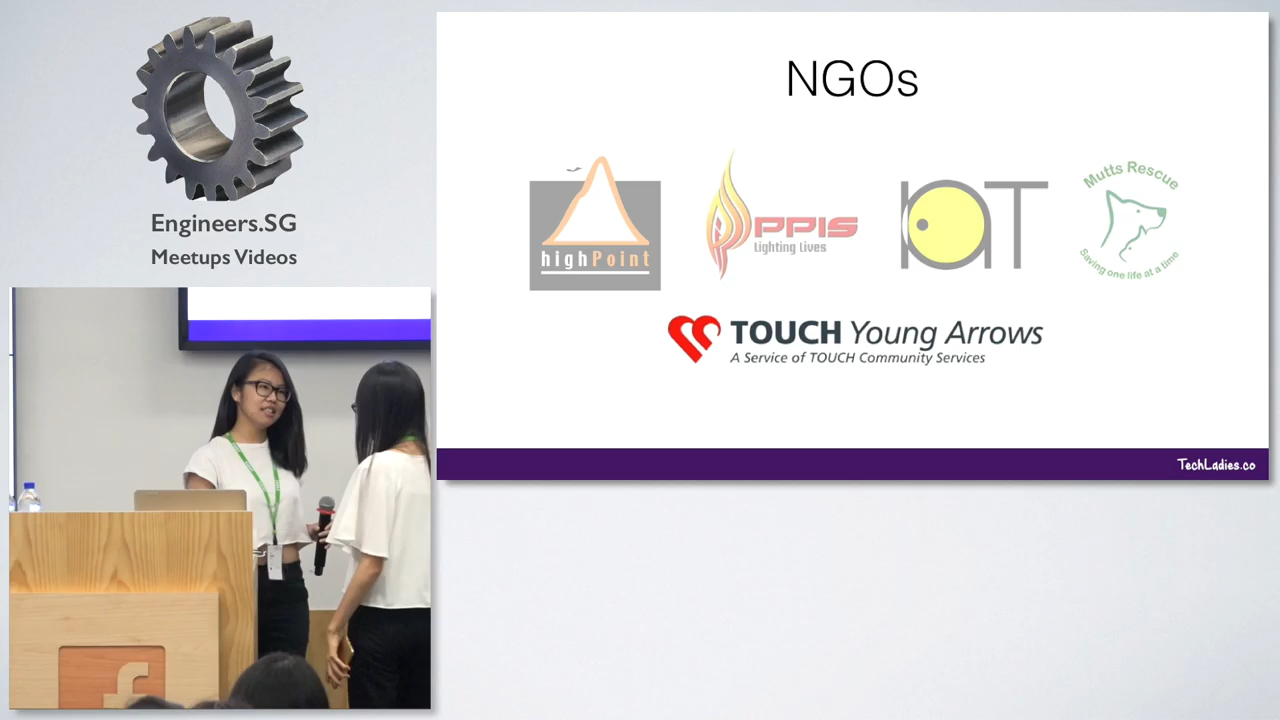 Engineers.SG
Meetups Videos
NGOs
highPoint
PPIS
Lighting Lives
Mutts Rescue
Saving one life at a time
TOUCH Young Arrows
A Service of TOUCH Community Services
TechLadies.co
f